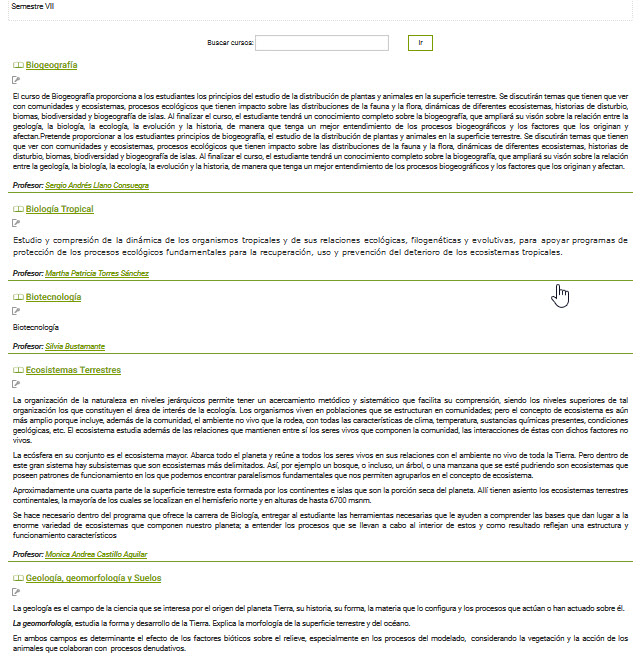 Semestre VII
Buscar cursos:
Ir
Biogeografía
El curso de Biogeografía proporciona a los estudiantes los principios del estudio de la distribución de plantas y animales en la superficie terrestre. Se discutirán temas que tienen que ver
con comunidades y ecosistemas, procesos ecológicos que tienen impacto sobre las distribuciones de la fauna y la flora, dinámicas de diferentes ecosistemas, historias de disturbio,
biomas, biodiversidad y biogeografía de islas. Al finalizar el curso, el estudiante tendrá un conocimiento completo sobre la biogeografía, que ampliará su visón sobre la relación entre la
geología, la biología, la ecología, la evolución y la historia, de manera que tenga un mejor entendimiento de los procesos biogeográficos y los factores que los originan y
afectan.Pretende proporcionar a los estudiantes principios de biogeografía, el estudio de la distribución de plantas y animales en la superficie terrestre. Se discutirán temas que tienen
que ver con comunidades y ecosistemas, procesos ecológicos que tienen impacto sobre las distribuciones de la fauna y la flora, dinámicas de diferentes ecosistemas, historias de
disturbio, biomas, biodiversidad y biogeografía de islas. Al finalizar el curso, el estudiante tendrá un conocimiento completo sobre la biogeografía, que ampliará su visón sobre la relación
entre la geología, la biología, la ecología, la evolución y la historia, de manera que tenga un mejor entendimiento de los procesos biogeográficos y los factores que los originan y afectan.
Profesor: Sergio Andrés Llano Consuegra
Biología Tropical
Estudio y compresión de la dinámica de los organismos tropicales y de sus relaciones ecológicas, filogenéticas y evolutivas, para apoyar programas de
protección de los procesos ecológicos fundamentales para la recuperación, uso y prevención del deterioro de los ecosistemas tropicales.
Profesor: Martha Patricia Torres Sánchez
Biotecnología
Biotecnología
Profesor: Silvia Bustamante
Ecosistemas Terrestres
La organización de la naturaleza en niveles jerárquicos permite tener un acercamiento metódico y sistemático que facilita su comprensión, siendo los niveles superiores de tal
organización los que constituyen el área de interés de la ecología. Los organismos viven en poblaciones que se estructuran en comunidades; pero el concepto de ecosistema es aún
más amplio porque incluye, además de la comunidad, el ambiente no vivo que la rodea, con todas las características de clima, temperatura, sustancias químicas presentes, condiciones
geológicas, etc. El ecosistema estudia además de las relaciones que mantienen entre sí los seres vivos que componen la comunidad, las interacciones de éstas con dichos factores no
vivos.
La ecósfera en su conjunto es el ecosistema mayor. Abarca todo el planeta y reúne a todos los seres vivos en sus relaciones con el ambiente no vivo de toda la Tierra. Pero dentro de
este gran sistema hay subsistemas que son ecosistemas más delimitados. Así, por ejemplo un bosque, o incluso, un árbol, o una manzana que se esté pudriendo son ecosistemas que
poseen patrones de funcionamiento en los que podemos encontrar paralelismos fundamentales que nos permiten agruparlos en el concepto de ecosistema.
Aproximadamente una cuarta parte de la superficie terrestre esta formada por los continentes e islas que son la porción seca del planeta. Allí tienen asiento los ecosistemas terrestres
continentales, la mayoría de los cuales se localizan en el hemisferio norte y en alturas de hasta 6700 msnm.
Se hace necesario dentro del programa que ofrece la carrera de Biología, entregar al estudiante las herramientas necesarias que le ayuden a comprender las bases que dan lugar a la
enorme variedad de ecosistemas que componen nuestro planeta; a entender los procesos que se llevan a cabo al interior de estos y como resultado reflejan una estructura y
funcionamiento característicos
Profesor: Monica Andrea Castillo Aguilar
Geología, geomorfología y Suelos
La geología es el campo de la ciencia que se interesa por el origen del planeta Tierra, su historia, su forma, la materia que lo configura y los procesos que actúan o han actuado sobre él.
La geomorfología, estudia la forma y desarrollo de la Tierra. Explica la morfología de la superficie terrestre y del océano.
En ambos campos es determinante el efecto de los factores bióticos sobre el relieve, especialmente en los procesos del modelado, considerando la vegetación y la acción de los
animales que colaboran con procesos denudativos.